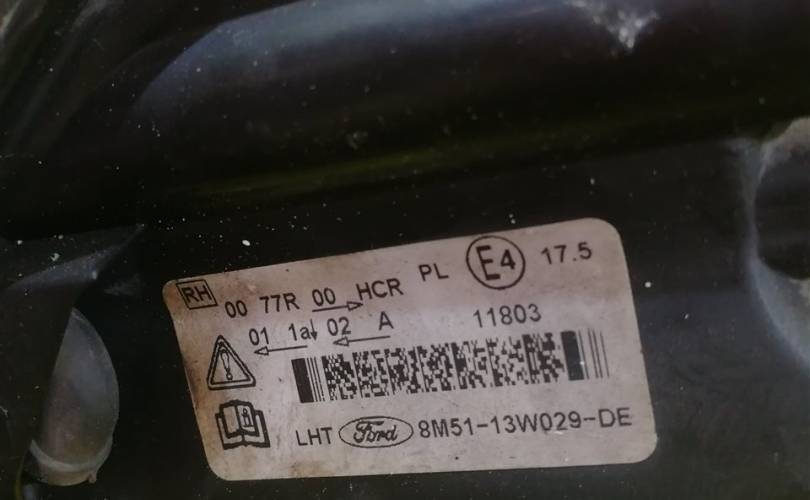 RH 00 77R 00 HCR PL E4 17.5
01 1a 02 A 11803
LHT Ford 8M51-13W029-DE